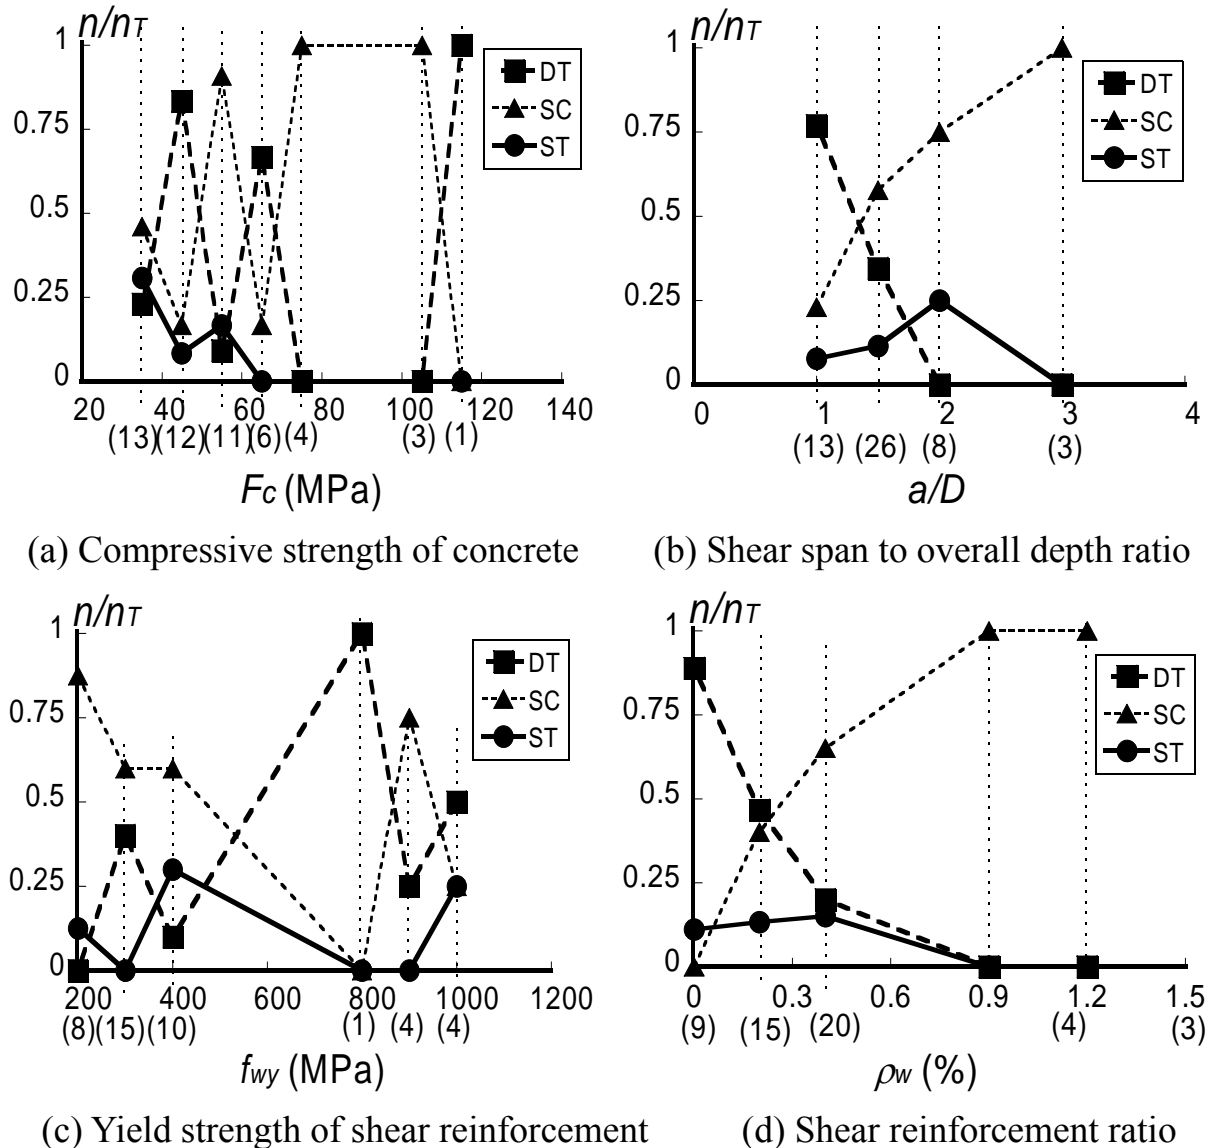 n/nT
1
0.75
0.5
0.25
0
DT
SC
ST
20 40 60 80 100 120 140
(13) (12) (11) (6) (4) (3) (1)
Fc (MPa)
(a) Compressive strength of concrete
n/nT
1
0.75
0.5
0.25
0
DT
SC
ST
0 1 2 3 4
(13) (26) (8) (3)
a/D
(b) Shear span to overall depth ratio
n/nT
1
0.75
0.5
0.25
0
DT
SC
ST
200 400 600 800 1000 1200
(8) (15) (10) (1) (4) (4)
fwy (MPa)
(c) Yield strength of shear reinforcement
n/nT
1
0.75
0.5
0.25
0
DT
SC
ST
0 0.3 0.6 0.9 1.2 1.5
(9) (15) (20) (4) (3)
ρw (%)
(d) Shear reinforcement ratio